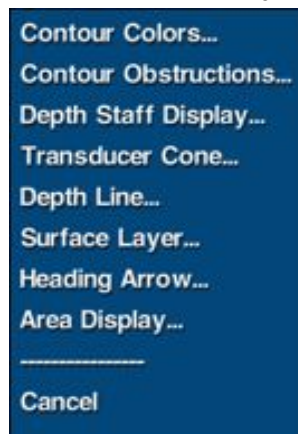 Contour Colors...
Contour Obstructions...
Depth Staff Display...
Transducer Cone...
Depth Line...
Surface Layer...
Heading Arrow...
Area Display...
----------------
Cancel